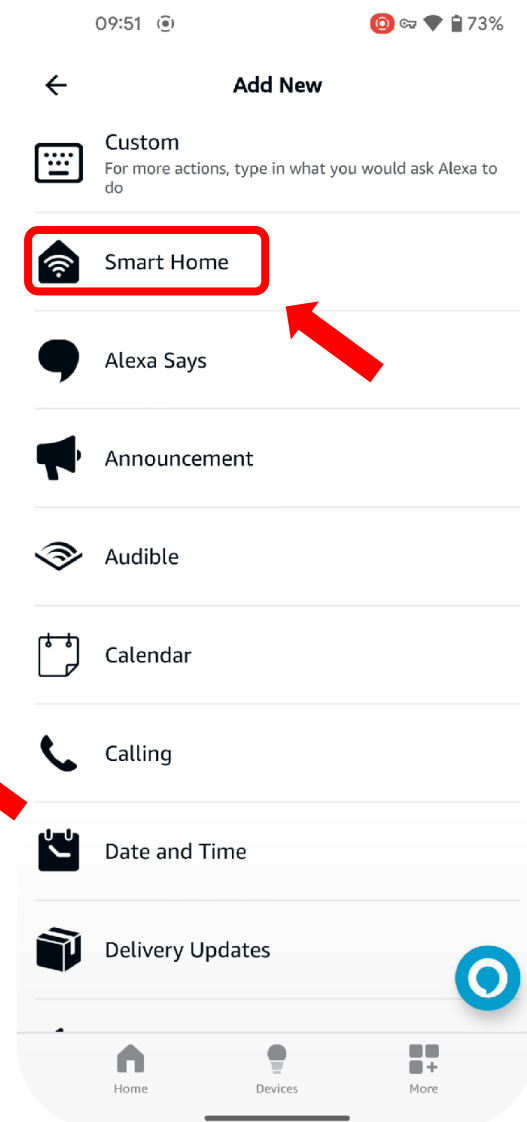 09:51
73%
Add New
Custom
For more actions, type in what you would ask Alexa to
do
Smart Home
Alexa Says
Announcement
Audible
Calendar
Calling
Date and Time
Delivery Updates
Home
Devices
More